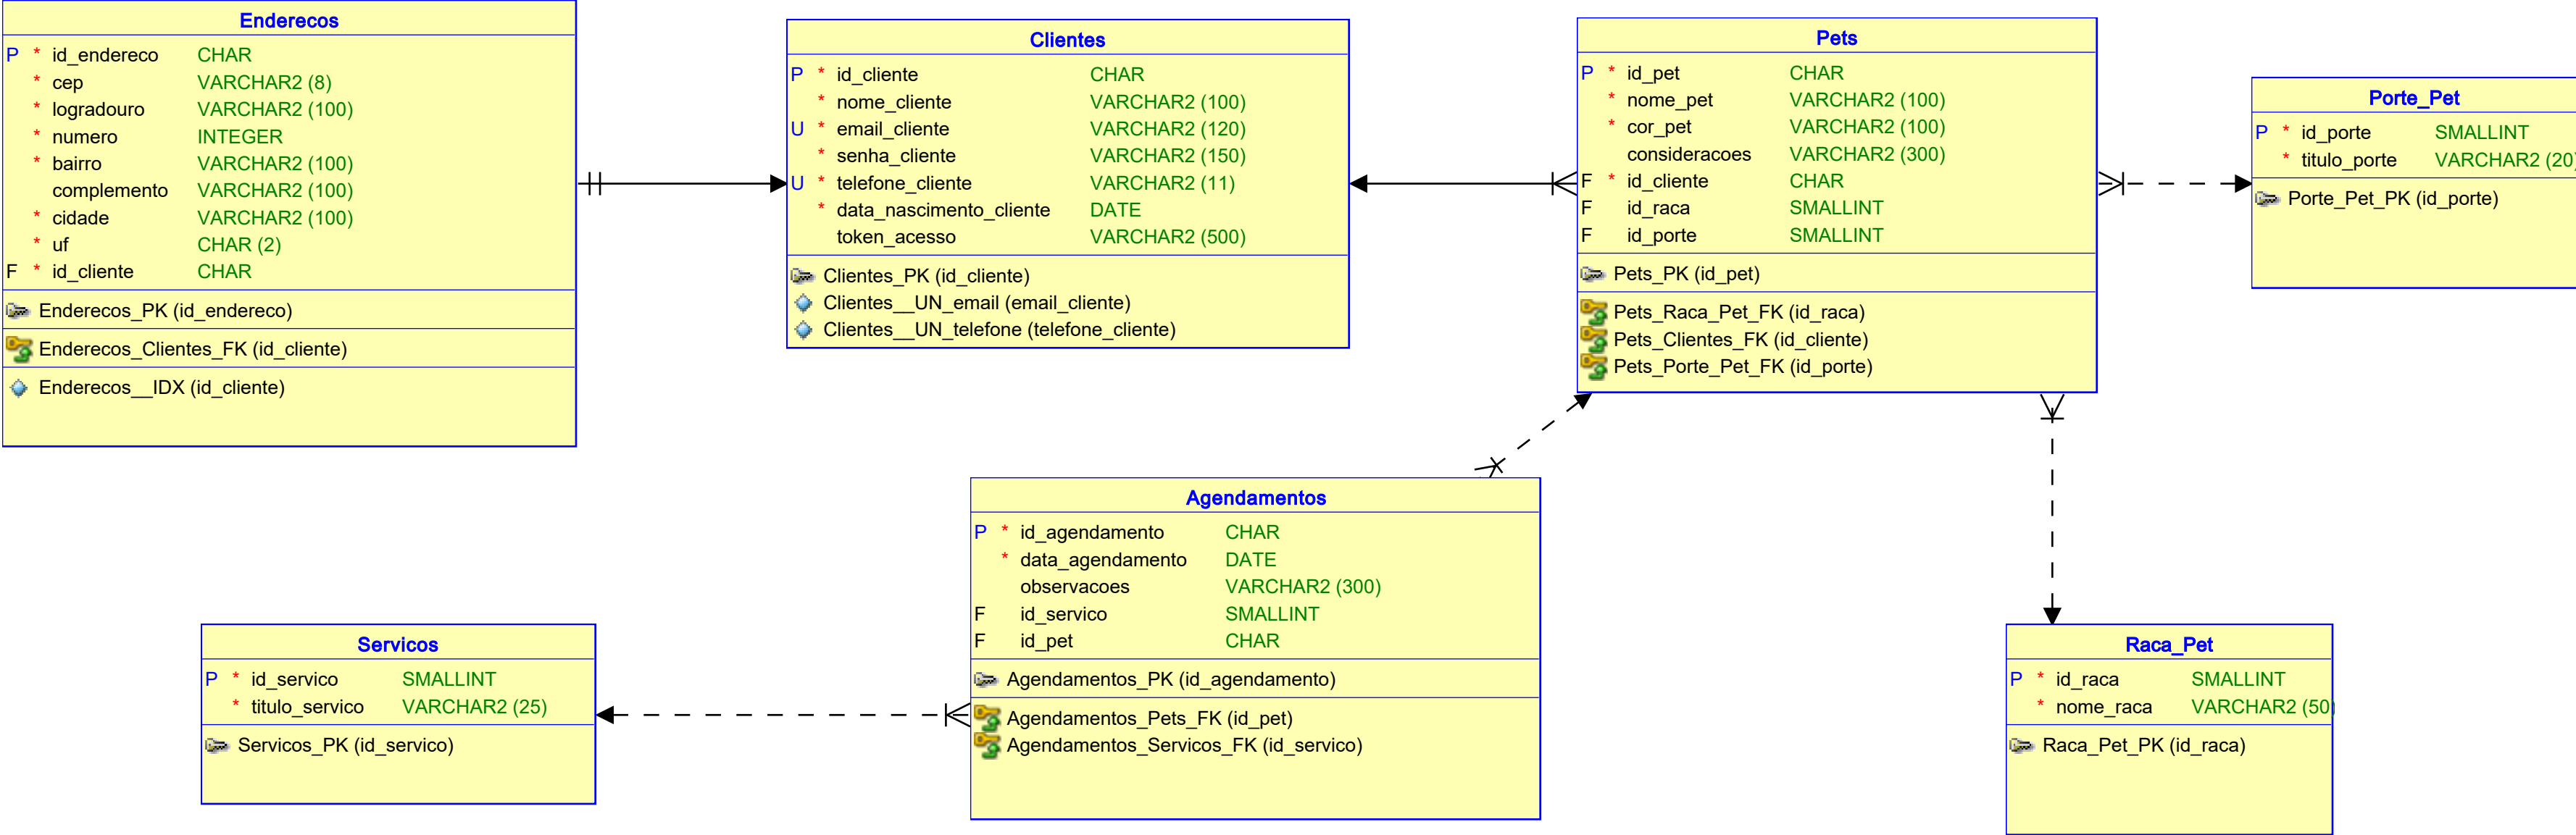 Enderecos
P * id_endereco CHAR
* cep VARCHAR2 (8)
* logradouro VARCHAR2 (100)
* numero INTEGER
* bairro VARCHAR2 (100)
complemento VARCHAR2 (100)
* cidade VARCHAR2 (100)
* uf CHAR (2)
F * id_cliente CHAR
Enderecos_PK (id_endereco)
Enderecos_Clientes_FK (id_cliente)
Enderecos__IDX (id_cliente)
Clientes
P * id_cliente CHAR
* nome_cliente VARCHAR2 (100)
U * email_cliente VARCHAR2 (120)
* senha_cliente VARCHAR2 (150)
U * telefone_cliente VARCHAR2 (11)
* data_nascimento_cliente DATE
token_acesso VARCHAR2 (500)
Clientes_PK (id_cliente)
Clientes__UN_email (email_cliente)
Clientes__UN_telefone (telefone_cliente)
Pets
P * id_pet CHAR
* nome_pet VARCHAR2 (100)
* cor_pet VARCHAR2 (100)
consideracoes VARCHAR2 (300)
F * id_cliente CHAR
F id_raca SMALLINT
F id_porte SMALLINT
Pets_PK (id_pet)
Pets_Raca_Pet_FK (id_raca)
Pets_Clientes_FK (id_cliente)
Pets_Porte_Pet_FK (id_porte)
Porte_Pet
P * id_porte SMALLINT
* titulo_porte VARCHAR2 (20)
Porte_Pet_PK (id_porte)
Agendamentos
P * id_agendamento CHAR
* data_agendamento DATE
observacoes VARCHAR2 (300)
F id_servico SMALLINT
F id_pet CHAR
Agendamentos_PK (id_agendamento)
Agendamentos_Pets_FK (id_pet)
Agendamentos_Servicos_FK (id_servico)
Servicos
P * id_servico SMALLINT
* titulo_servico VARCHAR2 (25)
Servicos_PK (id_servico)
Raca_Pet
P * id_raca SMALLINT
* nome_raca VARCHAR2 (50)
Raca_Pet_PK (id_raca)